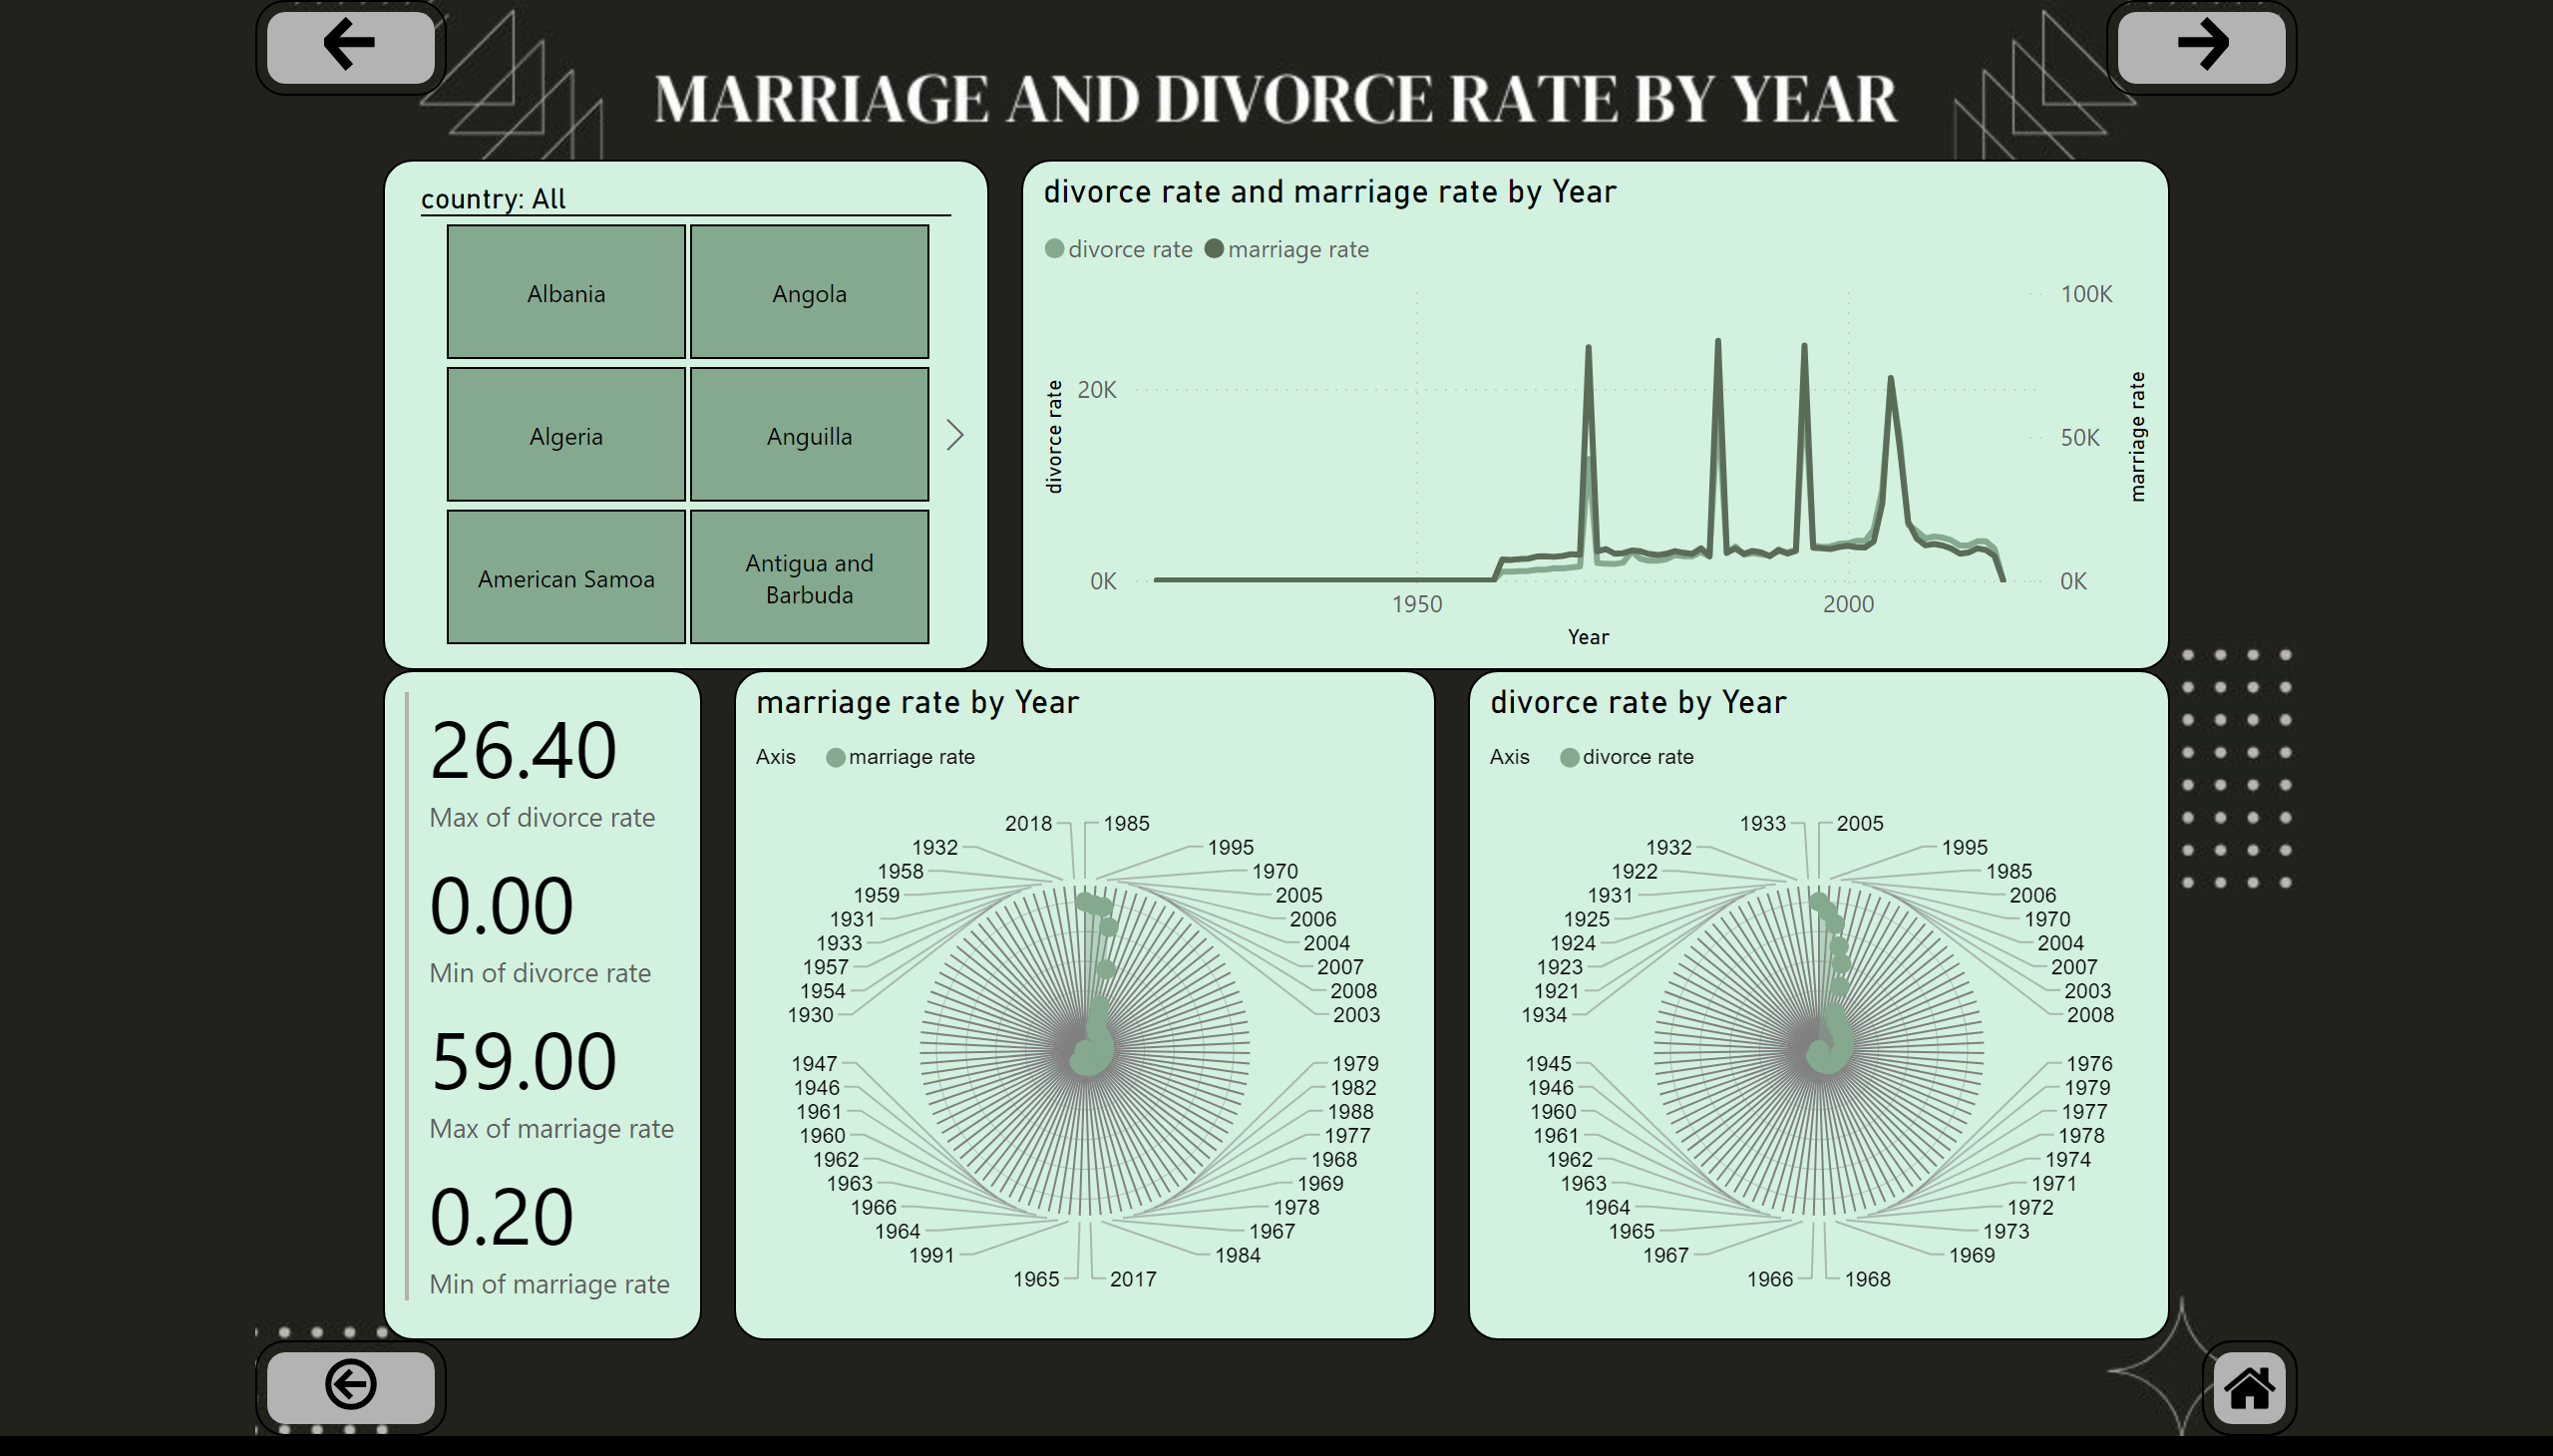 MARRIAGE AND DIVORCE RATE BY YEAR
country: All
Albania
Angola
Algeria
Anguilla
American Samoa
Antigua and
Barbuda
divorce rate and marriage rate by Year
divorce rate
marriage rate
100K
20K
50K
0K
0K
divorce rate
marriage rate
1950
2000
Year
26.40
Max of divorce rate
0.00
Min of divorce rate
59.00
Max of marriage rate
0.20
Min of marriage rate
marriage rate by Year
Axis
marriage rate
2018
1985
1932
1995
1958
1970
1959
2005
1931
2006
1933
2004
1957
2007
1954
2008
1930
2003
1947
1979
1946
1982
1961
1988
1960
1977
1962
1968
1963
1969
1966
1978
1964
1967
1991
1984
1965
2017
divorce rate by Year
Axis
divorce rate
1933
2005
1932
1995
1922
1985
1931
2006
1925
1970
1924
2004
1923
2007
1921
2003
1934
2008
1945
1976
1946
1979
1960
1977
1961
1978
1962
1974
1963
1971
1964
1972
1965
1973
1967
1969
1966
1968